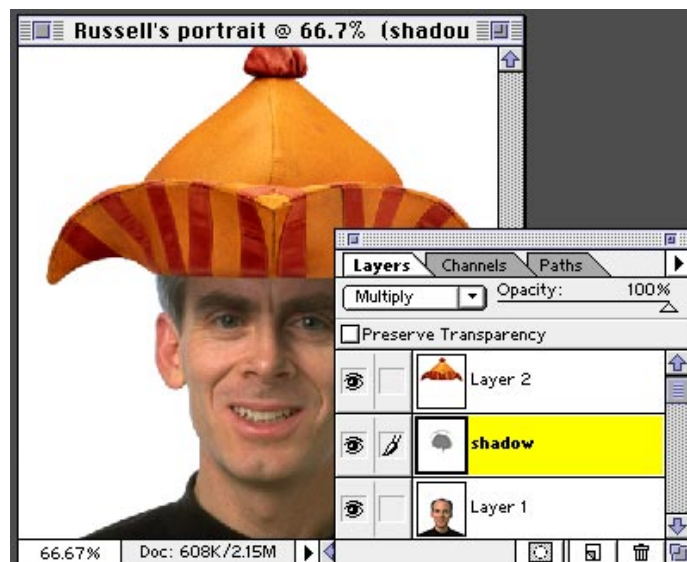 Russell's portrait @ 66.7% (shadou
Layers Channels Paths
Multiply Opacity: 100%
Preserve Transparency
Layer 2
shadow
Layer 1
66.67% Doc: 608K/2.15M